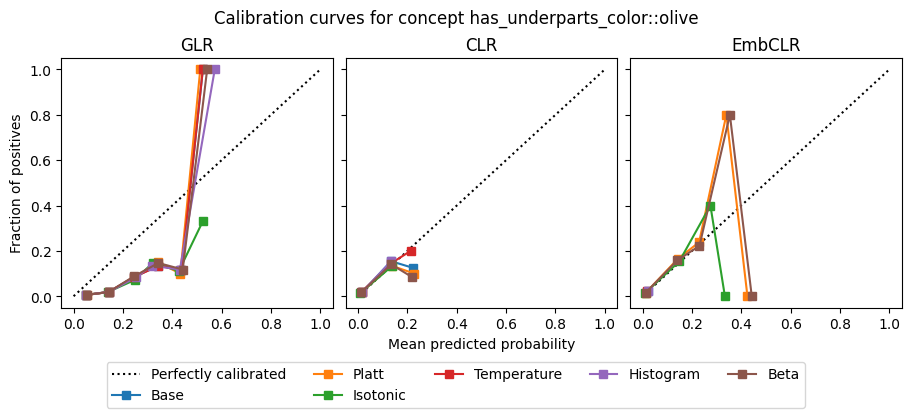 Calibration curves for concept has_underparts_color::olive
GLR
CLR
EmbCLR
Fraction of positives
1.0
0.8
0.6
0.4
0.2
0.0
0.0 0.2 0.4 0.6 0.8 1.0
0.0 0.2 0.4 0.6 0.8 1.0
0.0 0.2 0.4 0.6 0.8 1.0
Mean predicted probability
Perfectly calibrated
Base
Platt
Isotonic
Temperature
Histogram
Beta